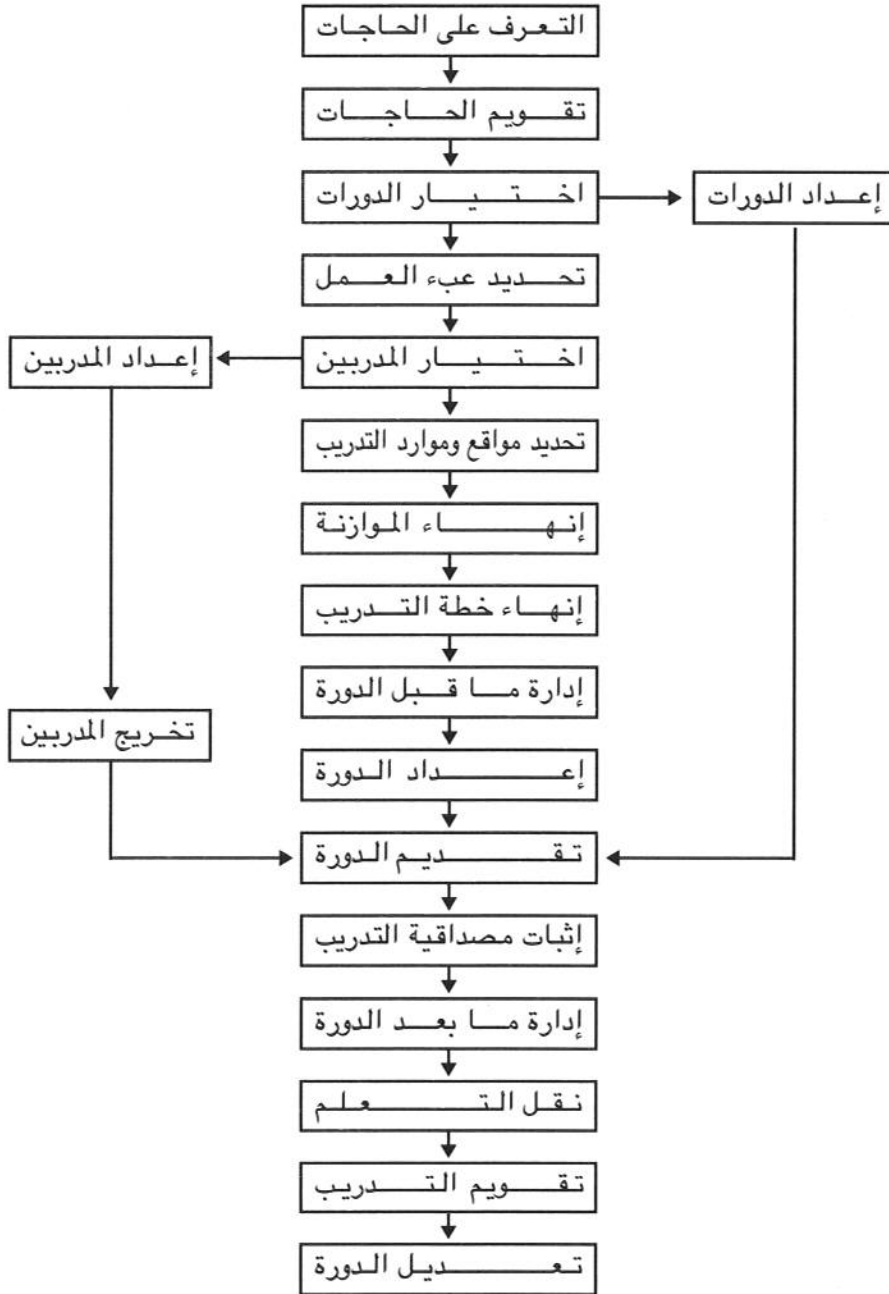 التعرف على الحاجات
تقويم الحاجات
اختيار الدورات
إعداد الدورات
تحديد عبء العمل
اختيار المدربين
إعداد المدربين
تحديد مواقع وموارد التدريب
إنهاء الموازنة
إنهاء خطة التدريب
إدارة ما قبل الدورة
تخريج المدربين
إعداد الدورة
تقديم الدورة
إثبات مصداقية التدريب
إدارة ما بعد الدورة
نقل التعلم
تقويم التدريب
تعديل الدورة